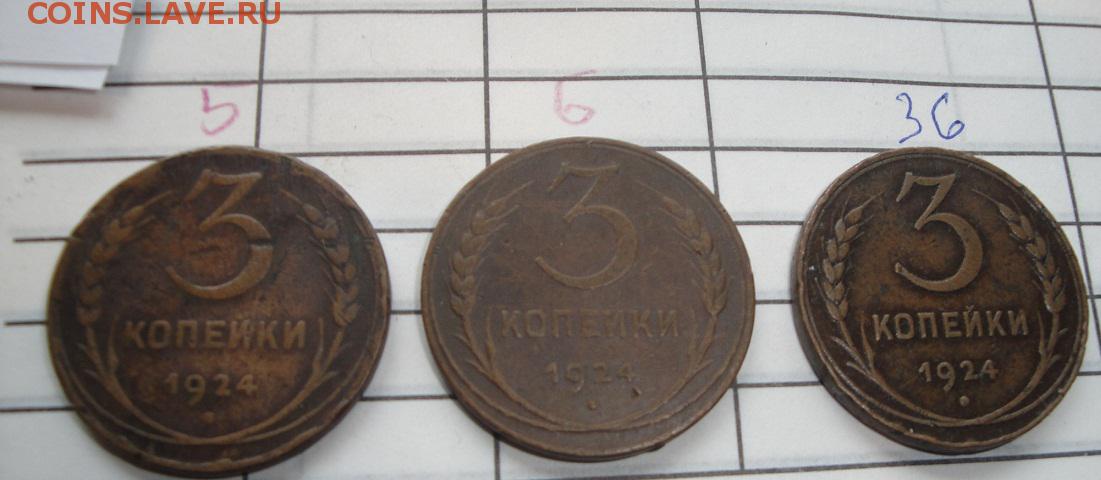 COINS.LAVE.RU
5 6 36
3 3 3
КОПЕЙКИ КОПЕЙКИ КОПЕЙКИ
1924 1924 1924